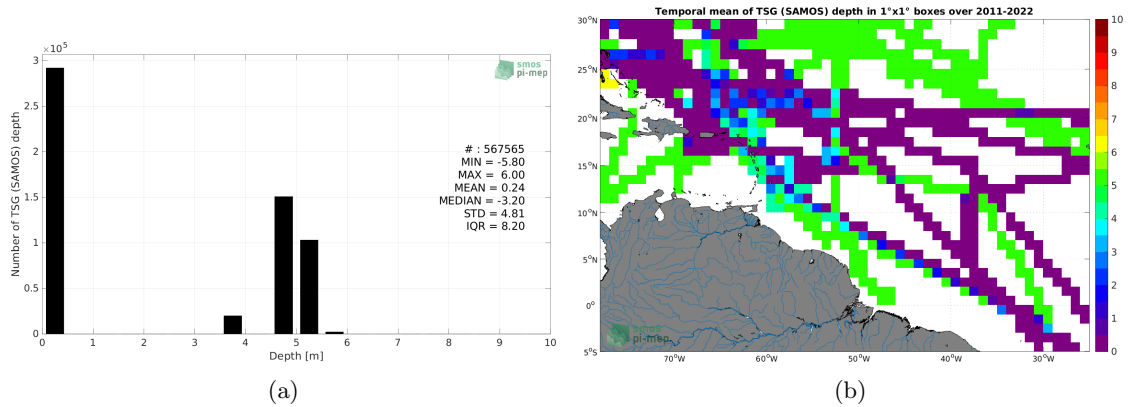 ×10⁵
3
2.5
2
1.5
1
0.5
0
Number of TSG (SAMOS) depth
0 1 2 3 4 5 6 7 8 9 10
Depth [m]
smos
pi-mep
# : 567565
MIN = -5.80
MAX = 6.00
MEAN = 0.24
MEDIAN = -3.20
STD = 4.81
IQR = 8.20
(a)
Temporal mean of TSG (SAMOS) depth in 1°x1° boxes over 2011-2022
30°N
25°N
20°N
15°N
10°N
5°N
0°
5°S
70°W 60°W 50°W 40°W 30°W
smos
pi-mep
10
9
8
7
6
5
4
3
2
1
0
(b)